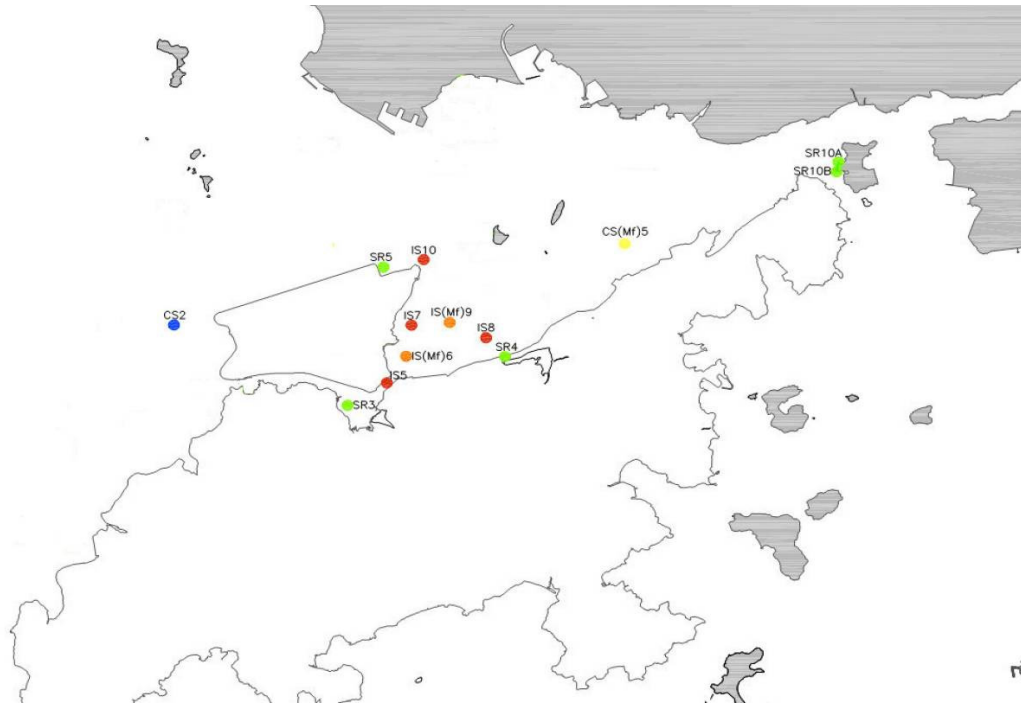 SR10A
SR10B
CS(Mf)5
IS10
SR5
CS2
IS7
IS(Mf)9
IS8
SR4
IS(Mf)6
IS5
SR3